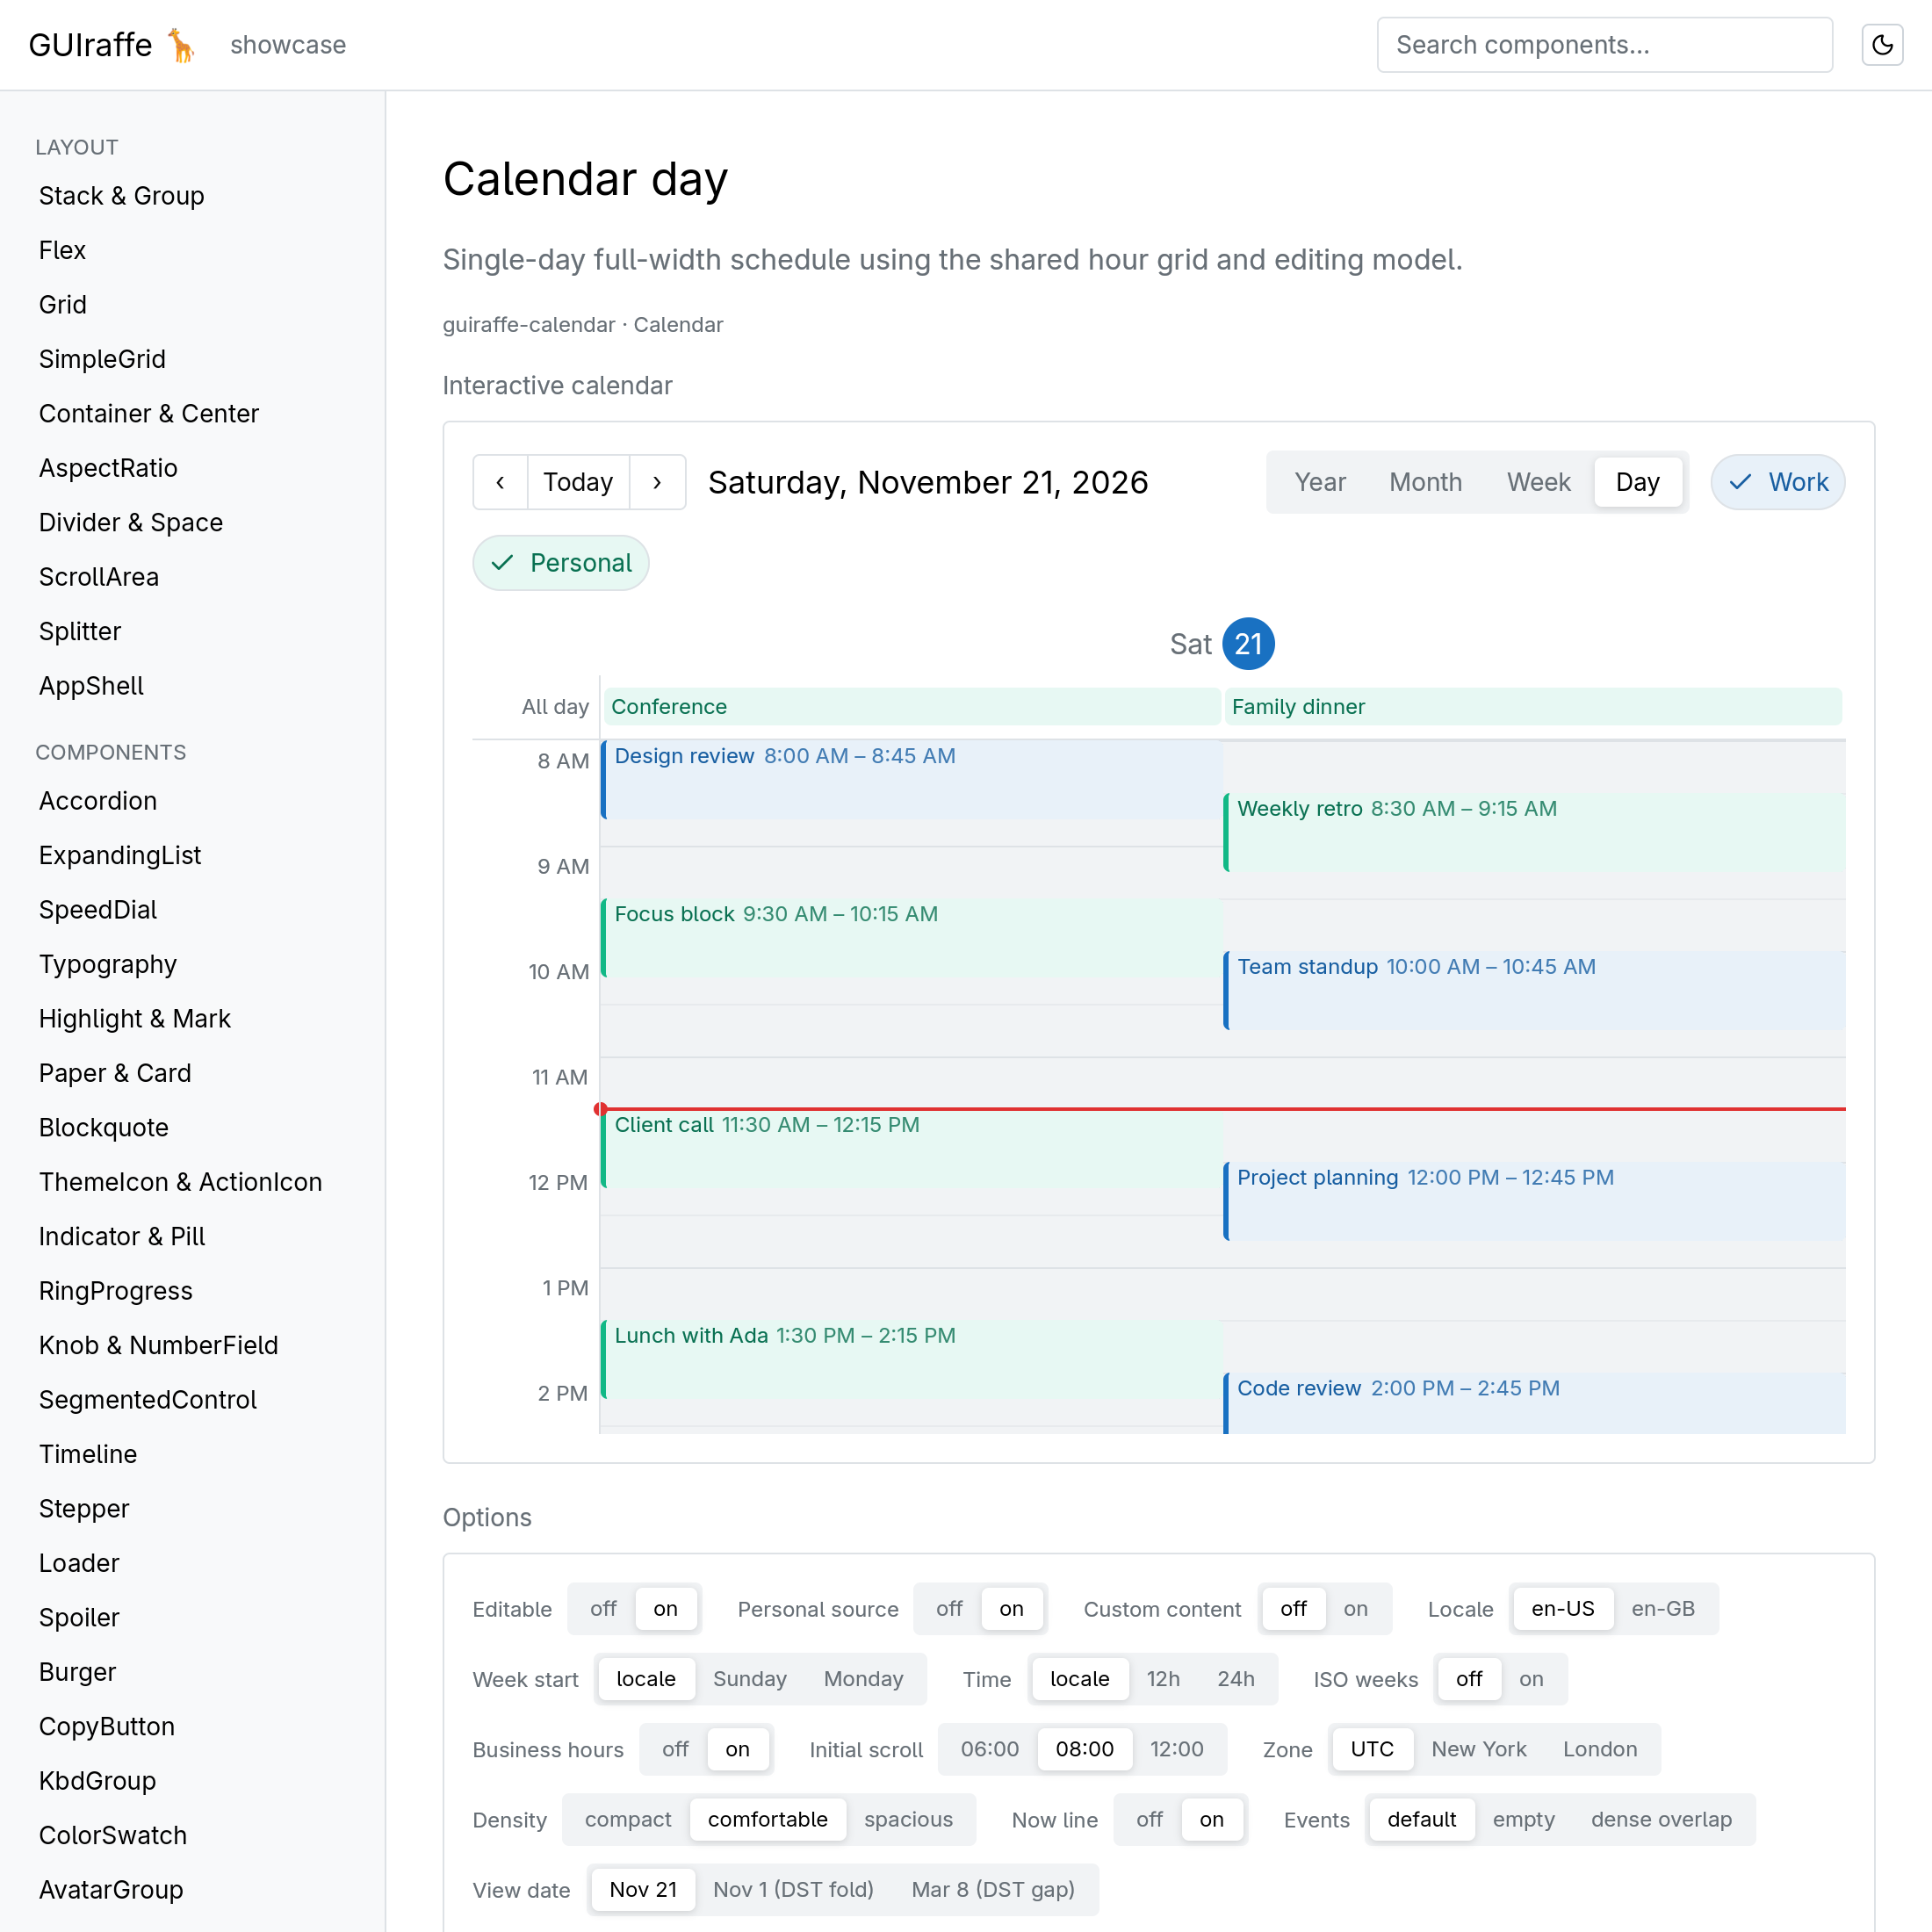 GUIraffe 🦒 showcase Search components...
LAYOUT
Stack & Group
Flex
Grid
SimpleGrid
Container & Center
AspectRatio
Divider & Space
ScrollArea
Splitter
AppShell
COMPONENTS
Accordion
ExpandingList
SpeedDial
Typography
Highlight & Mark
Paper & Card
Blockquote
ThemeIcon & ActionIcon
Indicator & Pill
RingProgress
Knob & NumberField
SegmentedControl
Timeline
Stepper
Loader
Spoiler
Burger
CopyButton
KbdGroup
ColorSwatch
AvatarGroup
Calendar day
Single-day full-width schedule using the shared hour grid and editing model.
guiraffe-calendar · Calendar
Interactive calendar
‹ Today › Saturday, November 21, 2026 Year Month Week Day Work
Personal
Sat 21
All day Conference Family dinner
8 AM Design review 8:00 AM – 8:45 AM
Weekly retro 8:30 AM – 9:15 AM
9 AM
Focus block 9:30 AM – 10:15 AM
10 AM Team standup 10:00 AM – 10:45 AM
11 AM
Client call 11:30 AM – 12:15 PM
12 PM Project planning 12:00 PM – 12:45 PM
1 PM
Lunch with Ada 1:30 PM – 2:15 PM
2 PM Code review 2:00 PM – 2:45 PM
Options
Editable off on Personal source off on Custom content off on Locale en-US en-GB
Week start locale Sunday Monday Time locale 12h 24h ISO weeks off on
Business hours off on Initial scroll 06:00 08:00 12:00 Zone UTC New York London
Density compact comfortable spacious Now line off on Events default empty dense overlap
View date Nov 21 Nov 1 (DST fold) Mar 8 (DST gap)